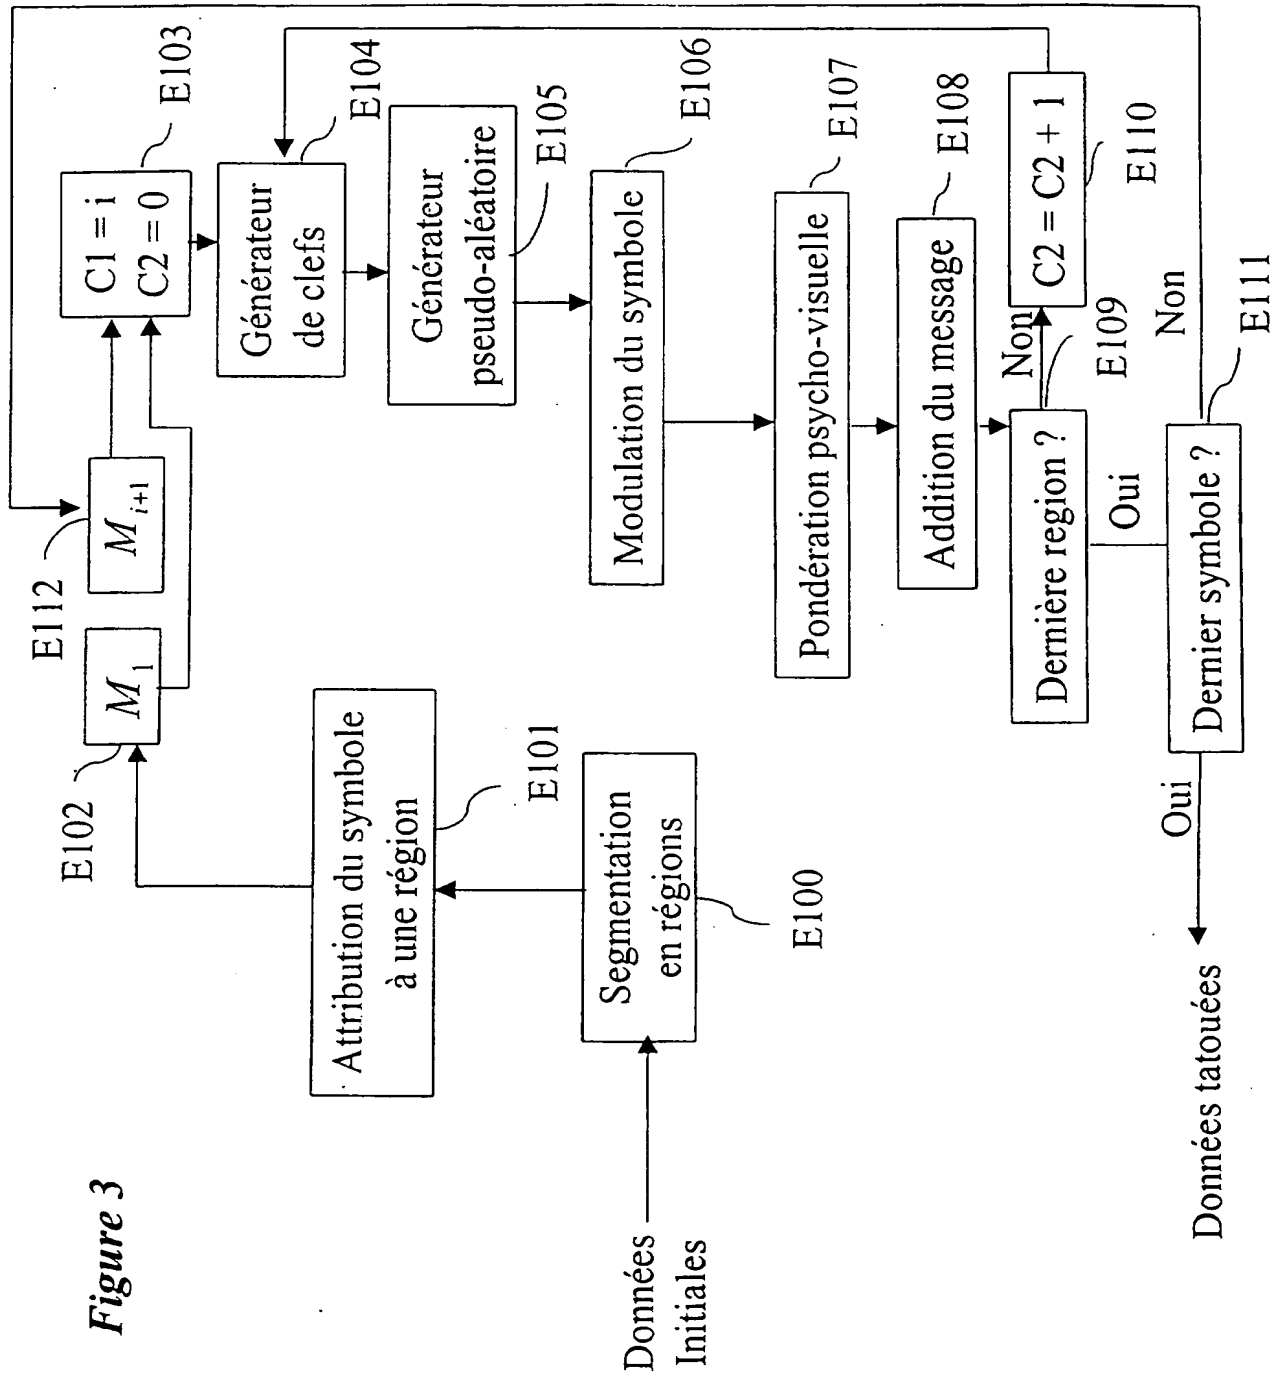 Figure 3
Données
Initiales
Segmentation
en régions
E100
Attribution du symbole
à une région
E101
M1
E102
Mi+1
E112
C1 = i
C2 = 0
E103
Générateur
de clefs
E104
Générateur
pseudo-aléatoire
E105
Modulation du symbole
E106
Pondération psycho-visuelle
E107
Addition du message
E108
Dernière region ?
E109
Non
C2 = C2 + 1
E110
Oui
Dernier symbole ?
E111
Non
Oui
Données tatouées